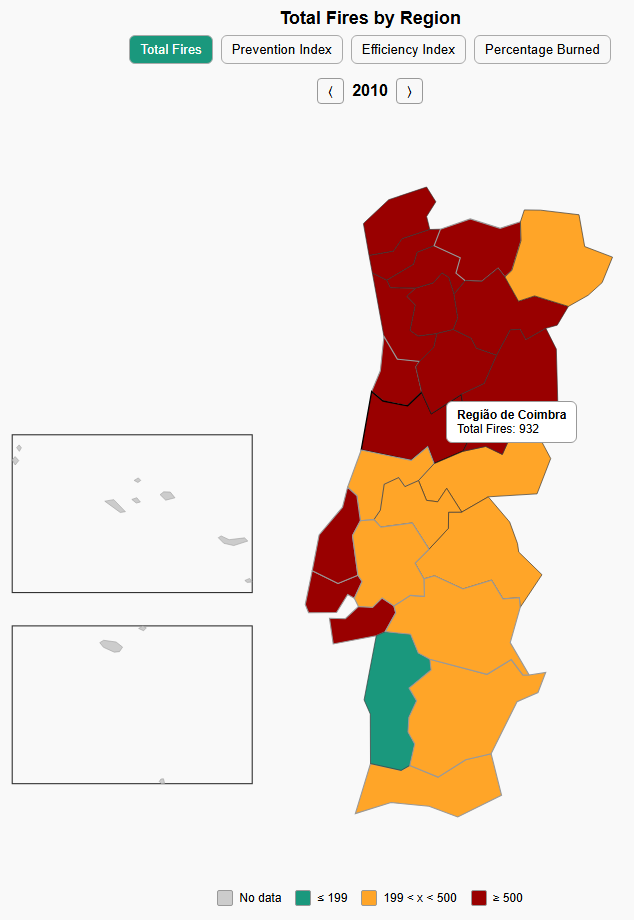 Total Fires by Region
Total Fires Prevention Index Efficiency Index Percentage Burned
⟨ 2010 ⟩
Região de Coimbra
Total Fires: 932
No data ≤ 199 199 < x < 500 ≥ 500